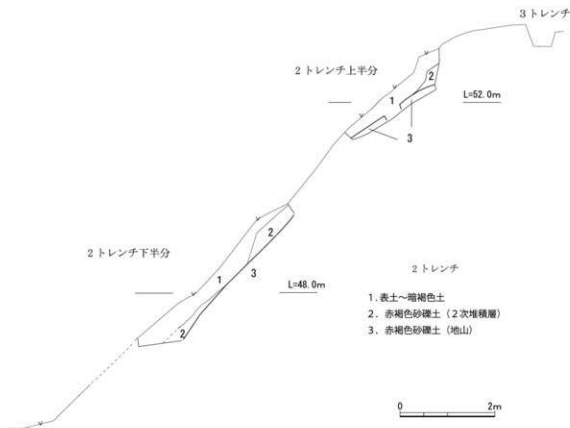 3トレンチ
2トレンチ上半分
2
1
L=52.0m
3
2トレンチ下半分
2
1
3
L=48.0m
2
2トレンチ
1. 表土～暗褐色土
2. 赤褐色砂礫土（２次堆積層）
3. 赤褐色砂礫土（地山）
0 2m